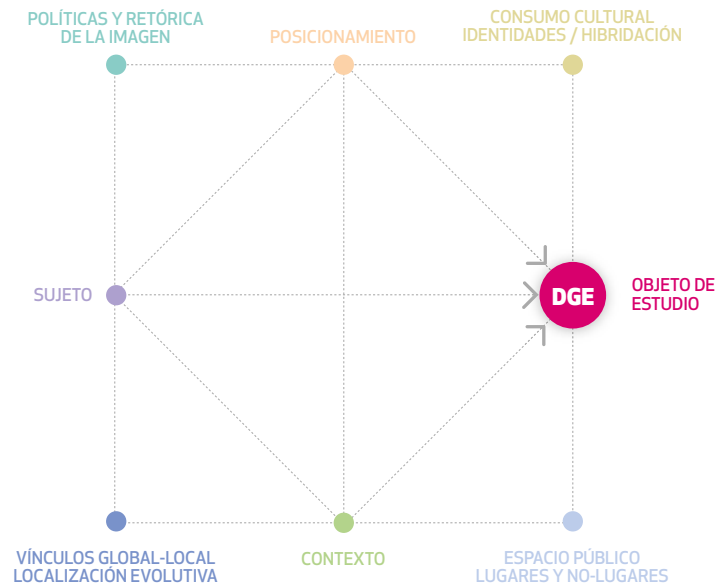 POLÍTICAS Y RETÓRICA
DE LA IMAGEN
POSICIONAMIENTO
CONSUMO CULTURAL
IDENTIDADES / HIBRIDACIÓN
SUJETO
DGE
OBJETO DE
ESTUDIO
VÍNCULOS GLOBAL-LOCAL
LOCALIZACIÓN EVOLUTIVA
CONTEXTO
ESPACIO PÚBLICO
LUGARES Y NO-LUGARES